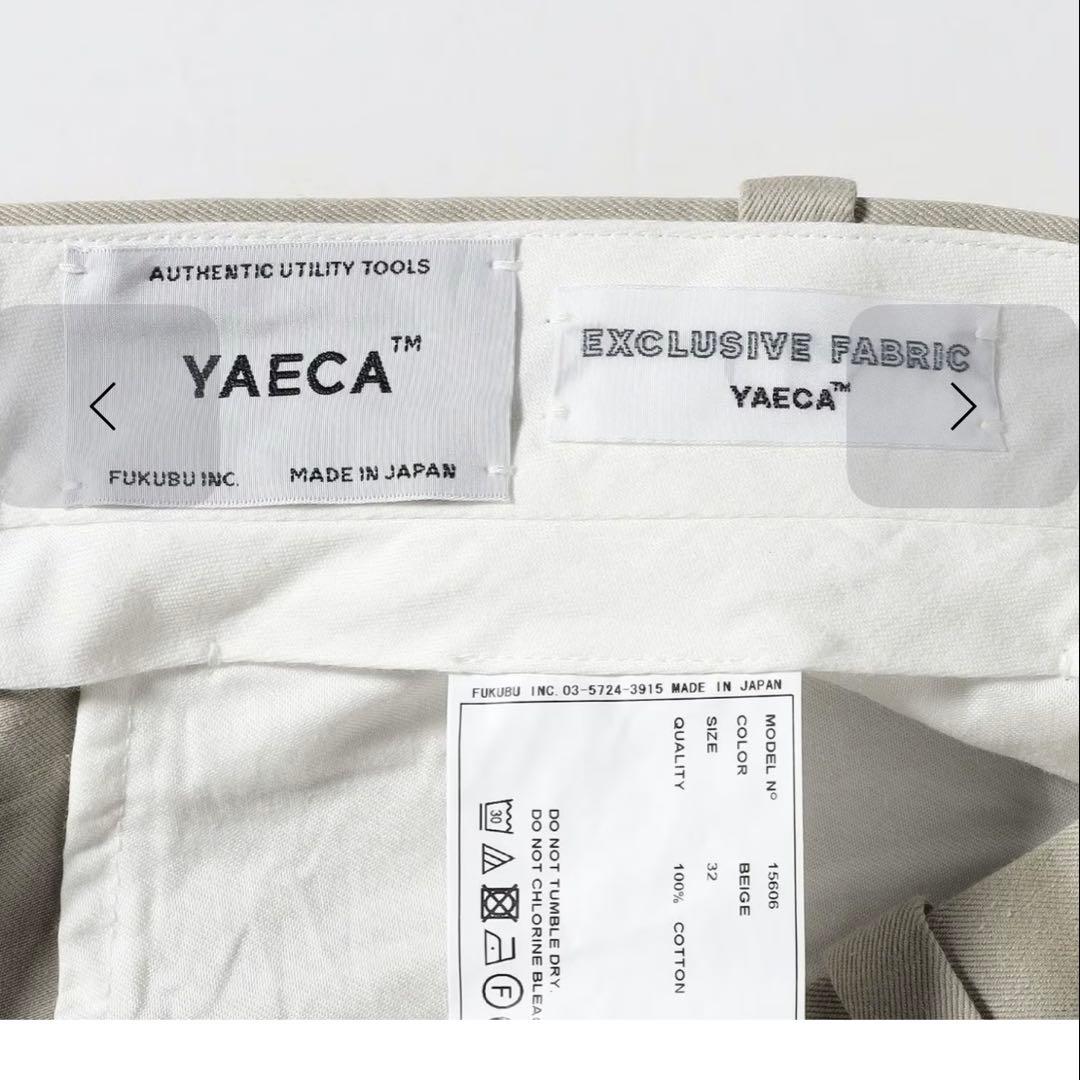 AUTHENTIC UTILITY TOOLS
YAECA™
FUKUBU INC. MADE IN JAPAN
EXCLUSIVE FABRIC
YAECA™
FUKUBU INC. 03-5724-3915 MADE IN JAPAN
MODEL Nº 15606
COLOR BEIGE
SIZE 32
QUALITY 100% COTTON
DO NOT TUMBLE DRY.
DO NOT CHLORINE
30
F